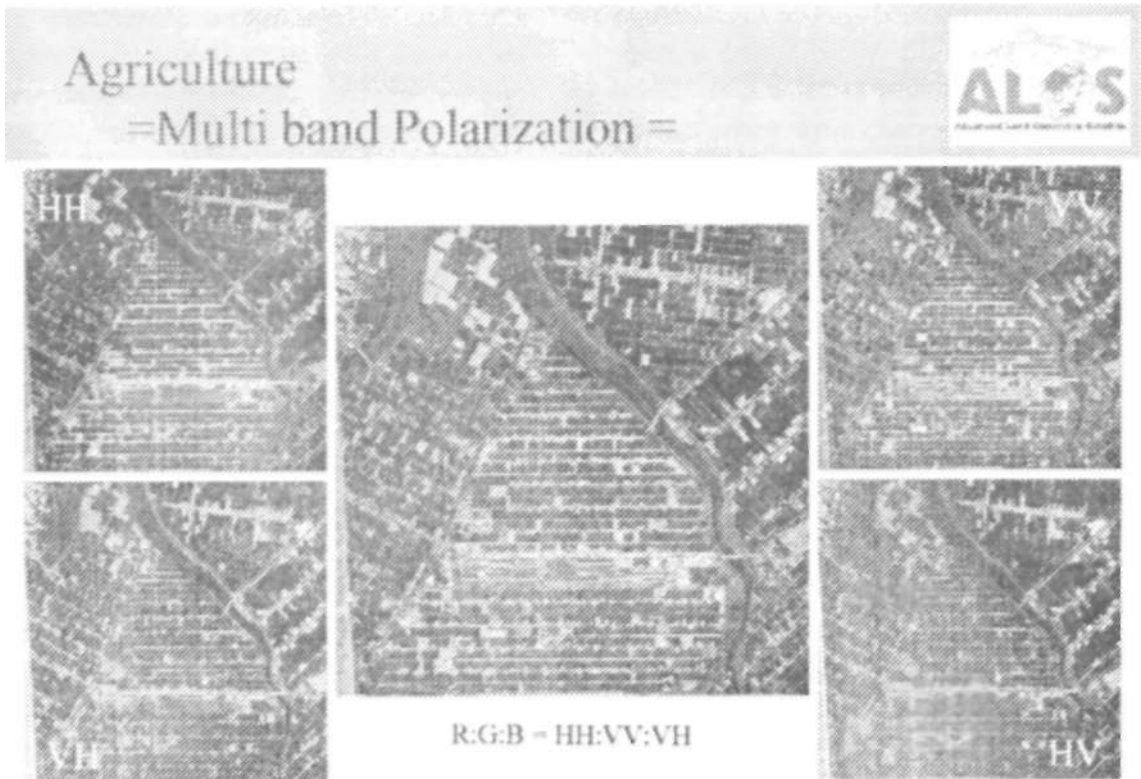 Agriculture
=Multi band Polarization =
ALOS
HH
VV
VH
HV
R:G:B = HH:VV:VH